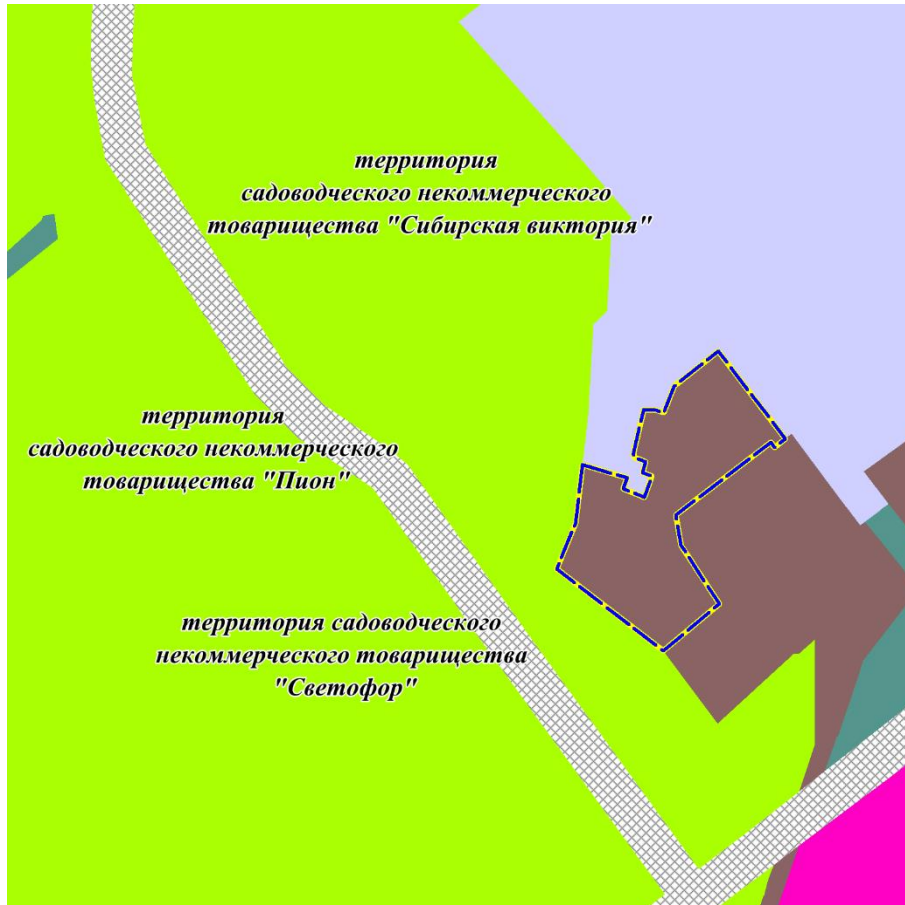 территория
садоводческого некоммерческого
товарищества "Сибирская виктория"
территория
садоводческого некоммерческого
товарищества "Пион"
территория садоводческого
некоммерческого товарищества
"Светофор"